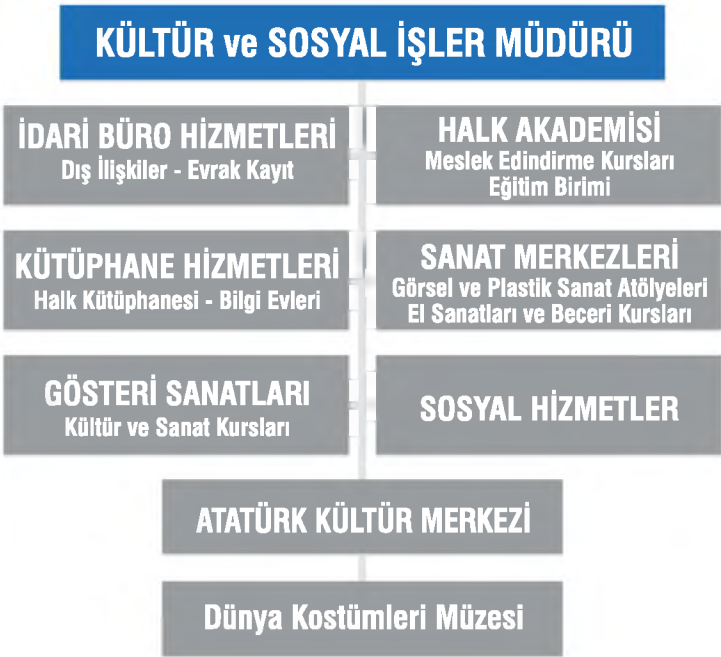 KÜLTÜR ve SOSYAL İŞLER MÜDÜRÜ
İDARİ BÜRO HİZMETLERİ
Dış İlişkiler - Evrak Kayıt
HALK AKADEMİSİ
Meslek Edindirme Kursları
Eğitim Birimi
KÜTÜPHANE HİZMETLERİ
Halk Kütüphanesi - Bilgi Evleri
SANAT MERKEZLERİ
Görsel ve Plastik Sanat Atölyeleri
El Sanatları ve Beceri Kursları
GÖSTERİ SANATLARI
Kültür ve Sanat Kursları
SOSYAL HİZMETLER
ATATÜRK KÜLTÜR MERKEZİ
Dünya Kostümleri Müzesi